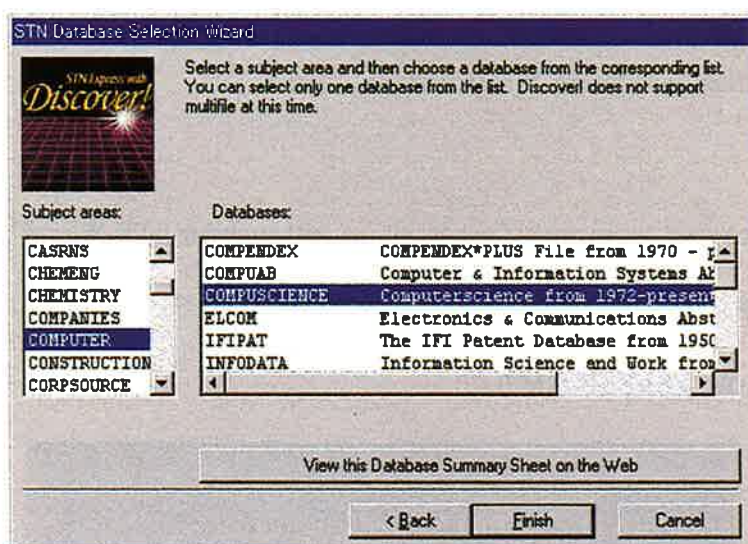 STN Database Selection Wizard
STN Express with
Discover!
Select a subject area and then choose a database from the corresponding list.
You can select only one database from the list. Discover! does not support
multifile at this time.
Subject areas:
Databases:
CASRNS
CHEMENG
CHEMISTRY
COMPANIES
COMPUTER
CONSTRUCTION
CORPSOURCE
COMPENDEX COMPENDEX*PLUS File from 1970 - p
COMPUAB Computer & Information Systems Ab
COMPUSCIENCE Computerscience from 1972-present
ELCOM Electronics & Communications Abst
IFIPAT The IFI Patent Database from 1950
INFODATA Information Science and Work from
View this Database Summary Sheet on the Web
< Back
Finish
Cancel